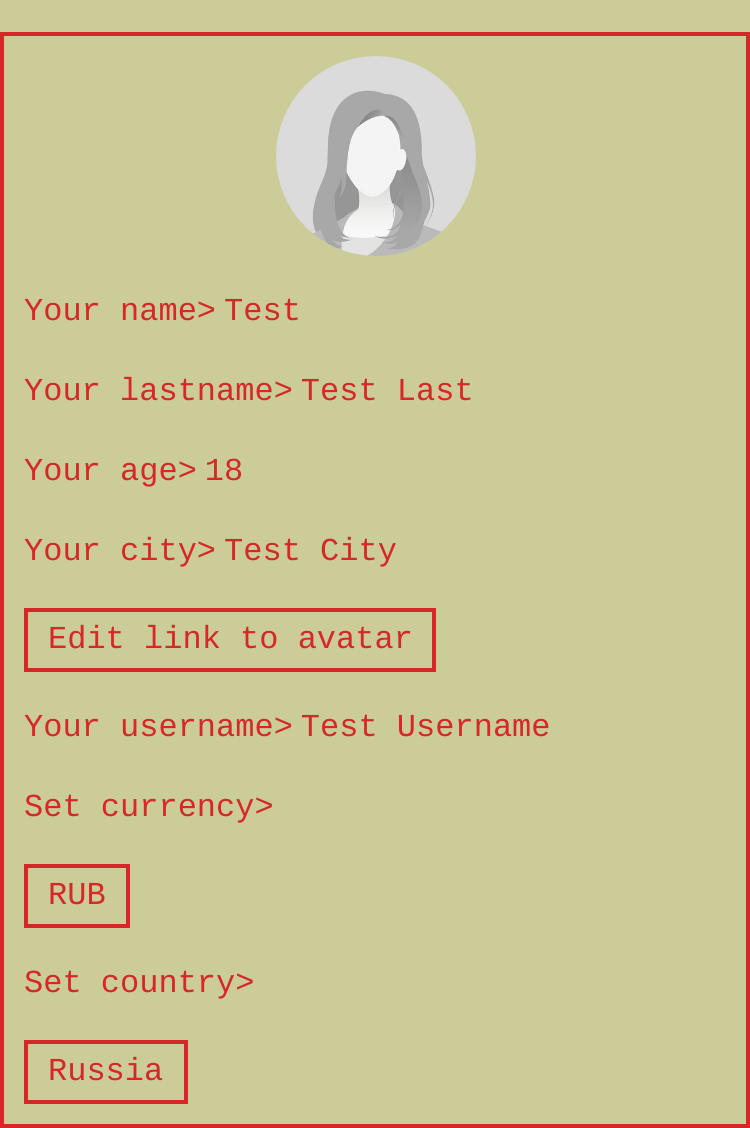 Your name> Test
Your lastname> Test Last
Your age> 18
Your city> Test City
Edit link to avatar
Your username> Test Username
Set currency>
RUB
Set country>
Russia